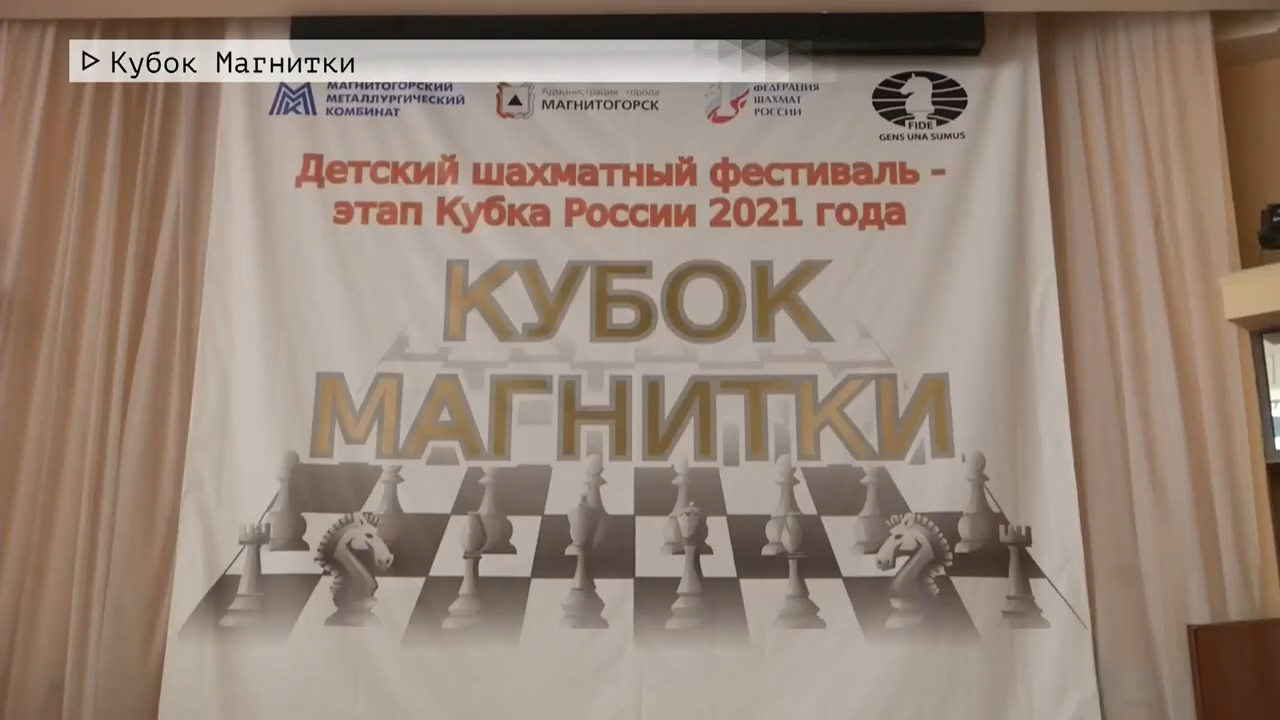 Кубок Магнитки
МАГНИТОГОРСКИЙ
МЕТАЛЛУРГИЧЕСКИЙ
КОМБИНАТ
Администрация города
МАГНИТОГОРСК
ФЕДЕРАЦИЯ
ШАХМАТ
РОССИИ
FIDE
GENS UNA SUMUS
Детский шахматный фестиваль -
этап Кубка России 2021 года
КУБОК
МАГНИТКИ